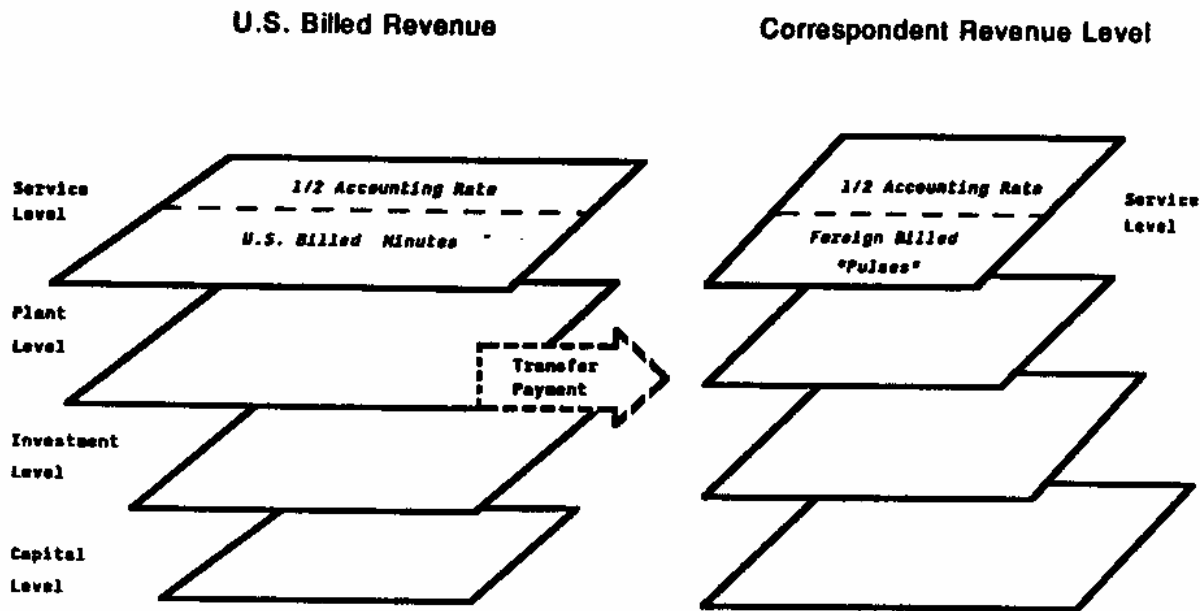 U.S. Billed Revenue
Correspondent Revenue Level
Service
Level
1/2 Accounting Rate
U.S. Billed Minutes
1/2 Accounting Rate
Foreign Billed
"Pulses"
Service
Level
Plant
Level
Transfer
Payment
Investment
Level
Capital
Level